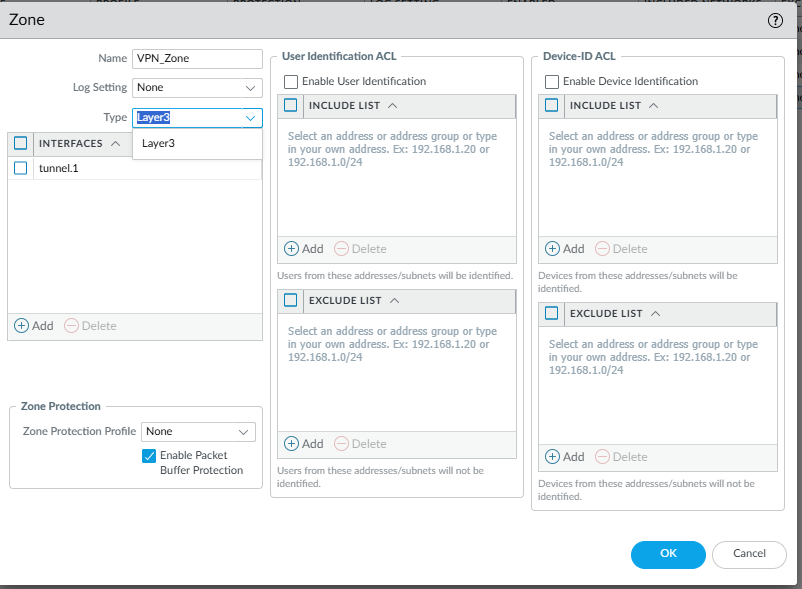 Zone
Name
VPN_Zone
Log Setting
None
Type
Layer3
Layer3
INTERFACES
tunnel.1
Add
Delete
Zone Protection
Zone Protection Profile
None
Enable Packet
Buffer Protection
User Identification ACL
Enable User Identification
INCLUDE LIST
Select an address or address group or type
in your own address. Ex: 192.168.1.20 or
192.168.1.0/24
Add
Delete
Users from these addresses/subnets will be identified.
EXCLUDE LIST
Select an address or address group or type
in your own address. Ex: 192.168.1.20 or
192.168.1.0/24
Add
Delete
Users from these addresses/subnets will not be
identified.
Device-ID ACL
Enable Device Identification
INCLUDE LIST
Select an address or address group or type
in your own address. Ex: 192.168.1.20 or
192.168.1.0/24
Add
Delete
Devices from these addresses/subnets will be
identified.
EXCLUDE LIST
Select an address or address group or type
in your own address. Ex: 192.168.1.20 or
192.168.1.0/24
Add
Delete
Devices from these addresses/subnets will not be
identified.
OK
Cancel